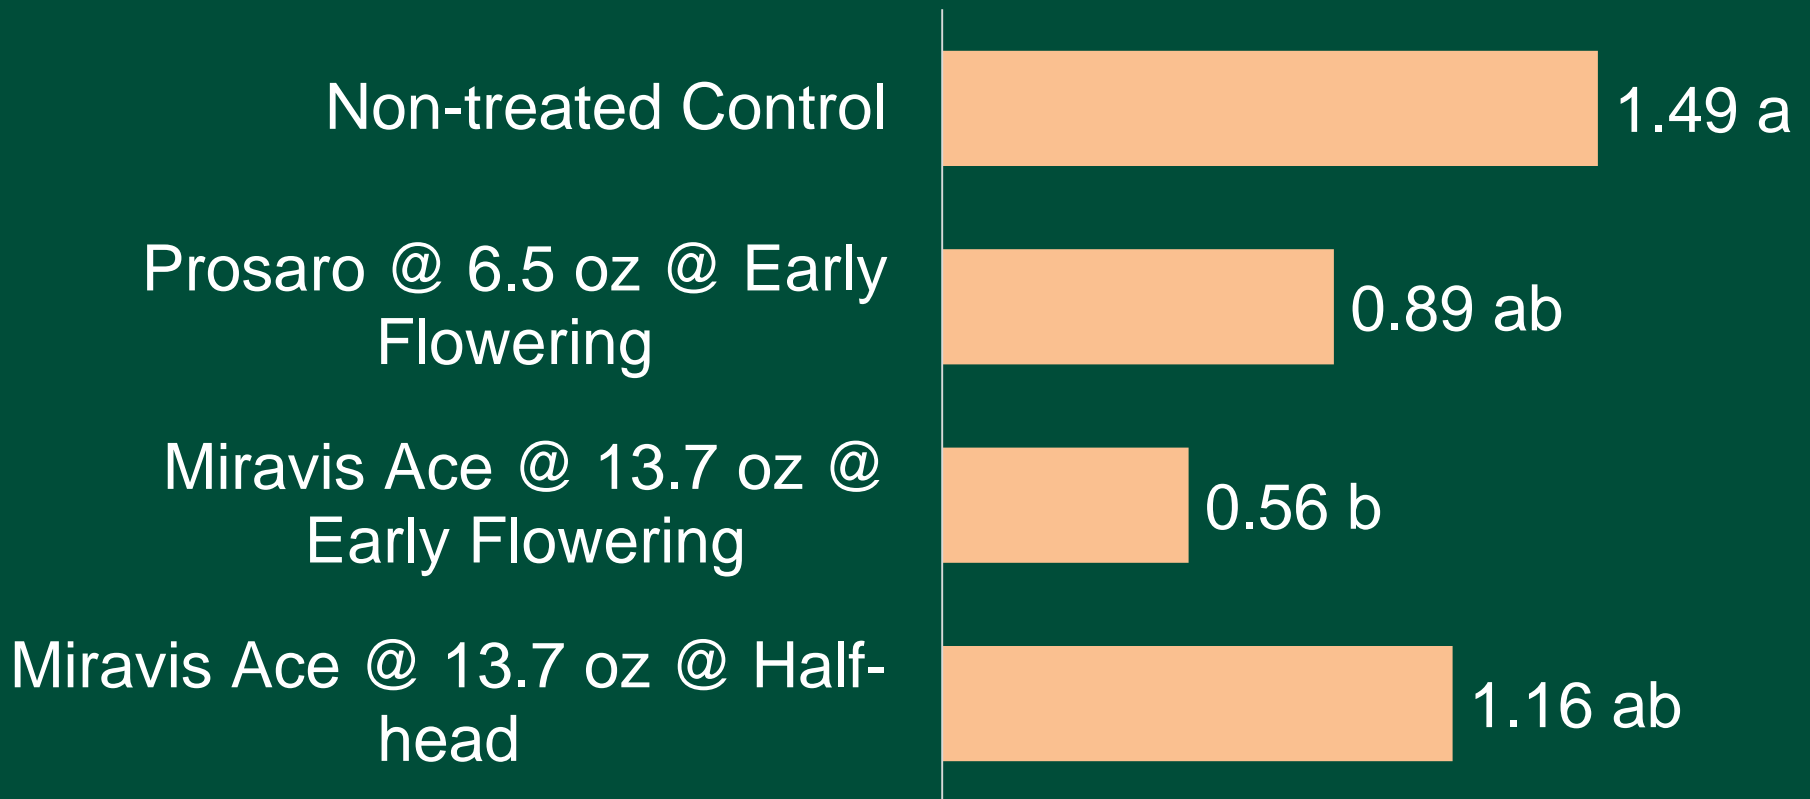 Non-treated Control
1.49 a
Prosaro @ 6.5 oz @ Early
Flowering
0.89 ab
Miravis Ace @ 13.7 oz @
Early Flowering
0.56 b
Miravis Ace @ 13.7 oz @ Half-
head
1.16 ab